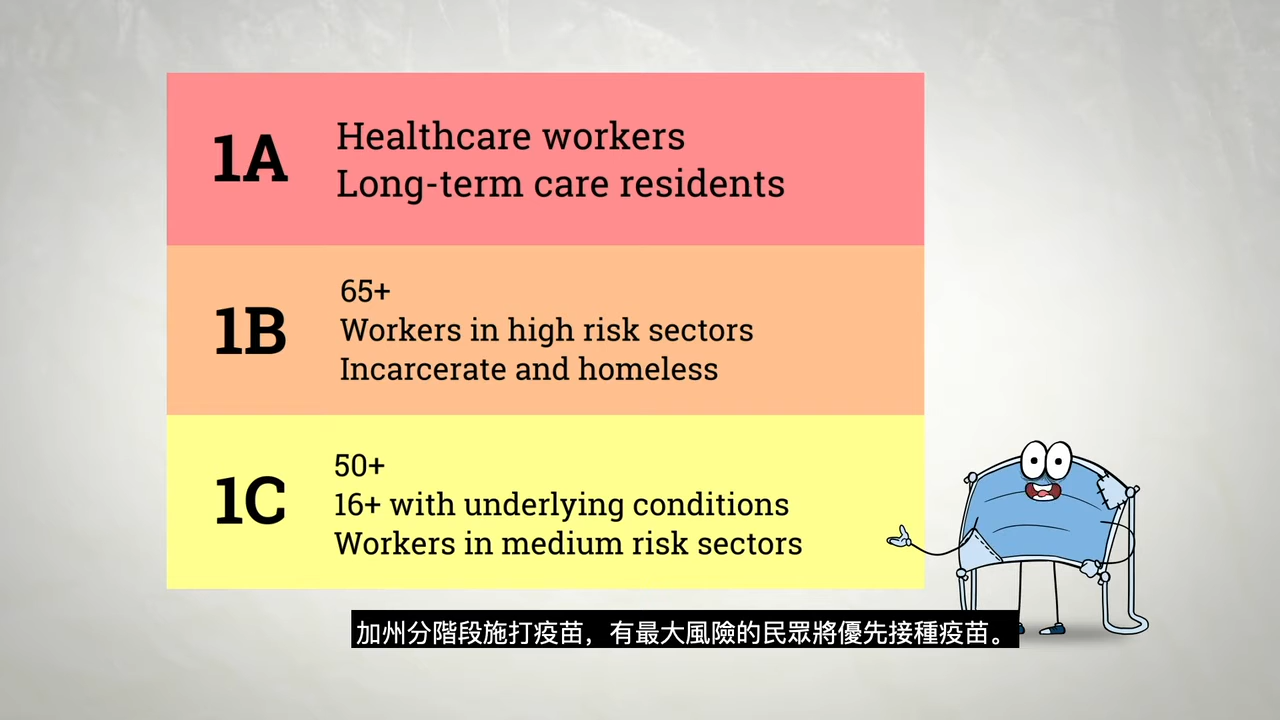 1A
Healthcare workers
Long-term care residents
1B
65+
Workers in high risk sectors
Incarcerate and homeless
1C
50+
16+ with underlying conditions
Workers in medium risk sectors
加州分階段施打疫苗，有最大風險的民眾將優先接種疫苗。